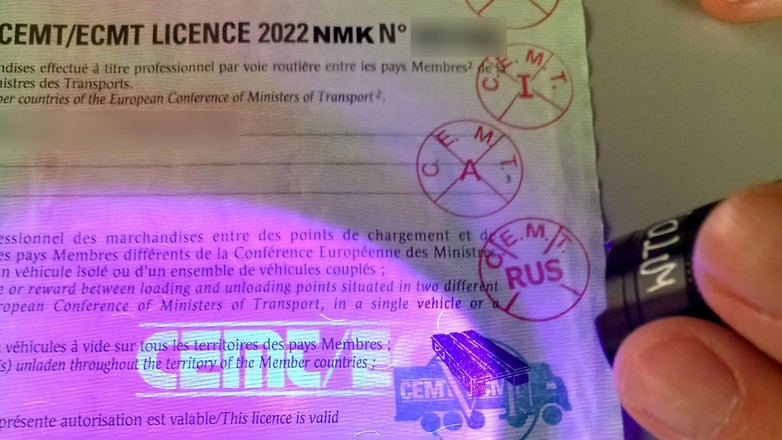 CEMT/ECMT LICENCE 2022 NMK N°
ndises effectué à titre professionnel par voie routière entre les pays Membres² de la
nistres des Transports.
ber countries of the European Conference of Ministers of Transport ².
C. E. M. T.
I
C. E. M. T.
A
3
essionnel des marchandises entre des points de chargement et de
es pays Membres différents de la Conférence Européenne des Ministres
n véhicule isolé ou d'un ensemble de véhicules couplés ;
e or reward between loading and unloading points situated in two different
ropean Conference of Ministers of Transport, in a single vehicle or a
C.E.M.T.
RUS
véhicules à vide sur tous les territoires des pays Membres ;
(s) unladen throughout the territory of the Member countries ;
CEMT/E
CEMT
présente autorisation est valable/This licence is valid